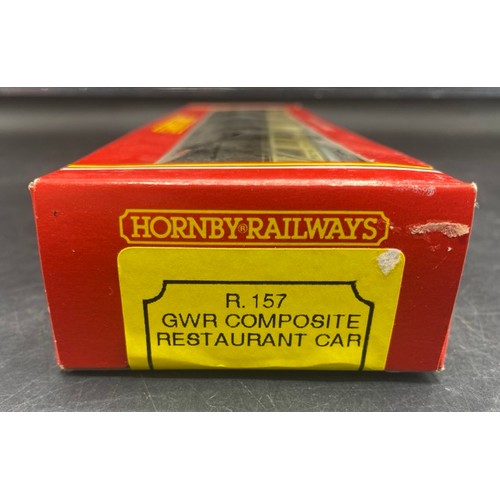 HORNBY®RAILWAYS
R.157
GWR COMPOSITE
RESTAURANT CAR